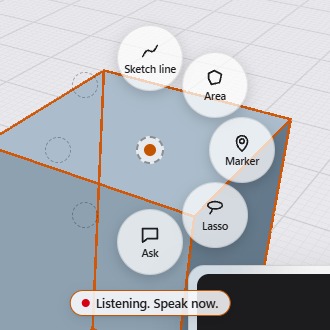 Sketch line
Area
Marker
Lasso
Ask
Listening. Speak now.